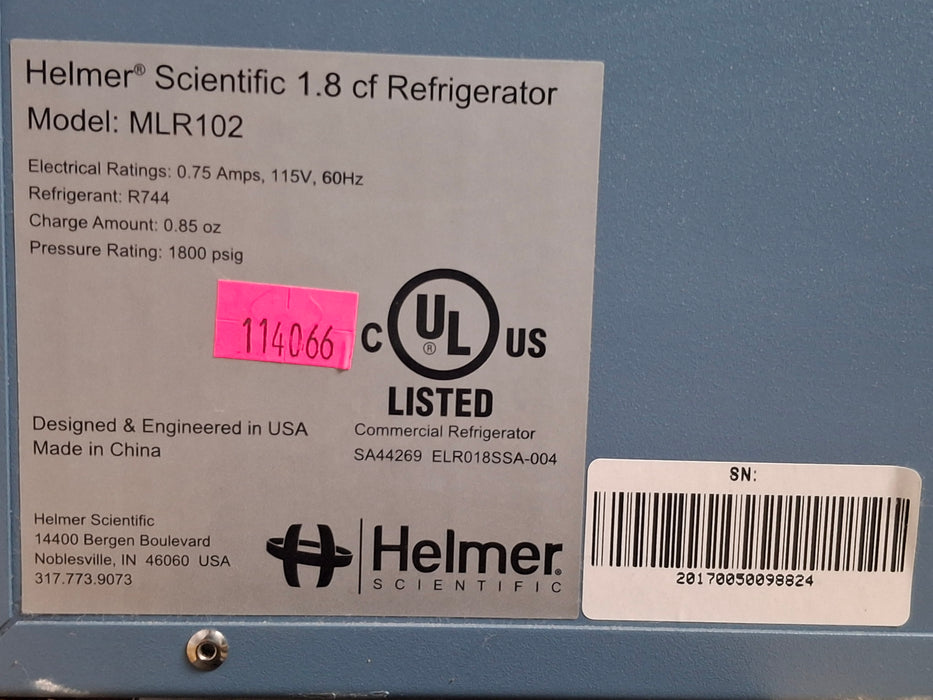 Helmer® Scientific 1.8 cf Refrigerator
Model: MLR102
Electrical Ratings: 0.75 Amps, 115V, 60Hz
Refrigerant: R744
Charge Amount: 0.85 oz
Pressure Rating: 1800 psig
114066
C UL® US
LISTED
Commercial Refrigerator
SA44269 ELR018SSA-004
Designed & Engineered in USA
Made in China
Helmer Scientific
14400 Bergen Boulevard
Noblesville, IN 46060 USA
317.773.9073
Helmer®
SCIENTIFIC
SN:
20170050098824